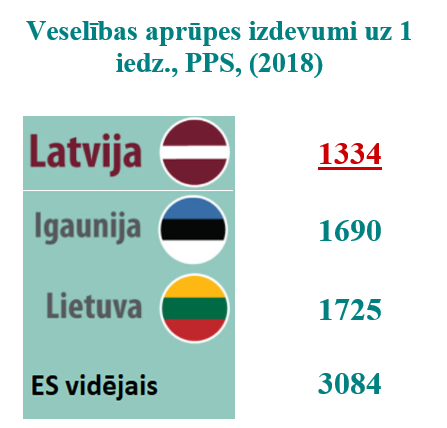 Veselības aprūpes izdevumi uz 1
iedz., PPS, (2018)
Latvija 1334
Igaunija 1690
Lietuva 1725
ES vidējais 3084